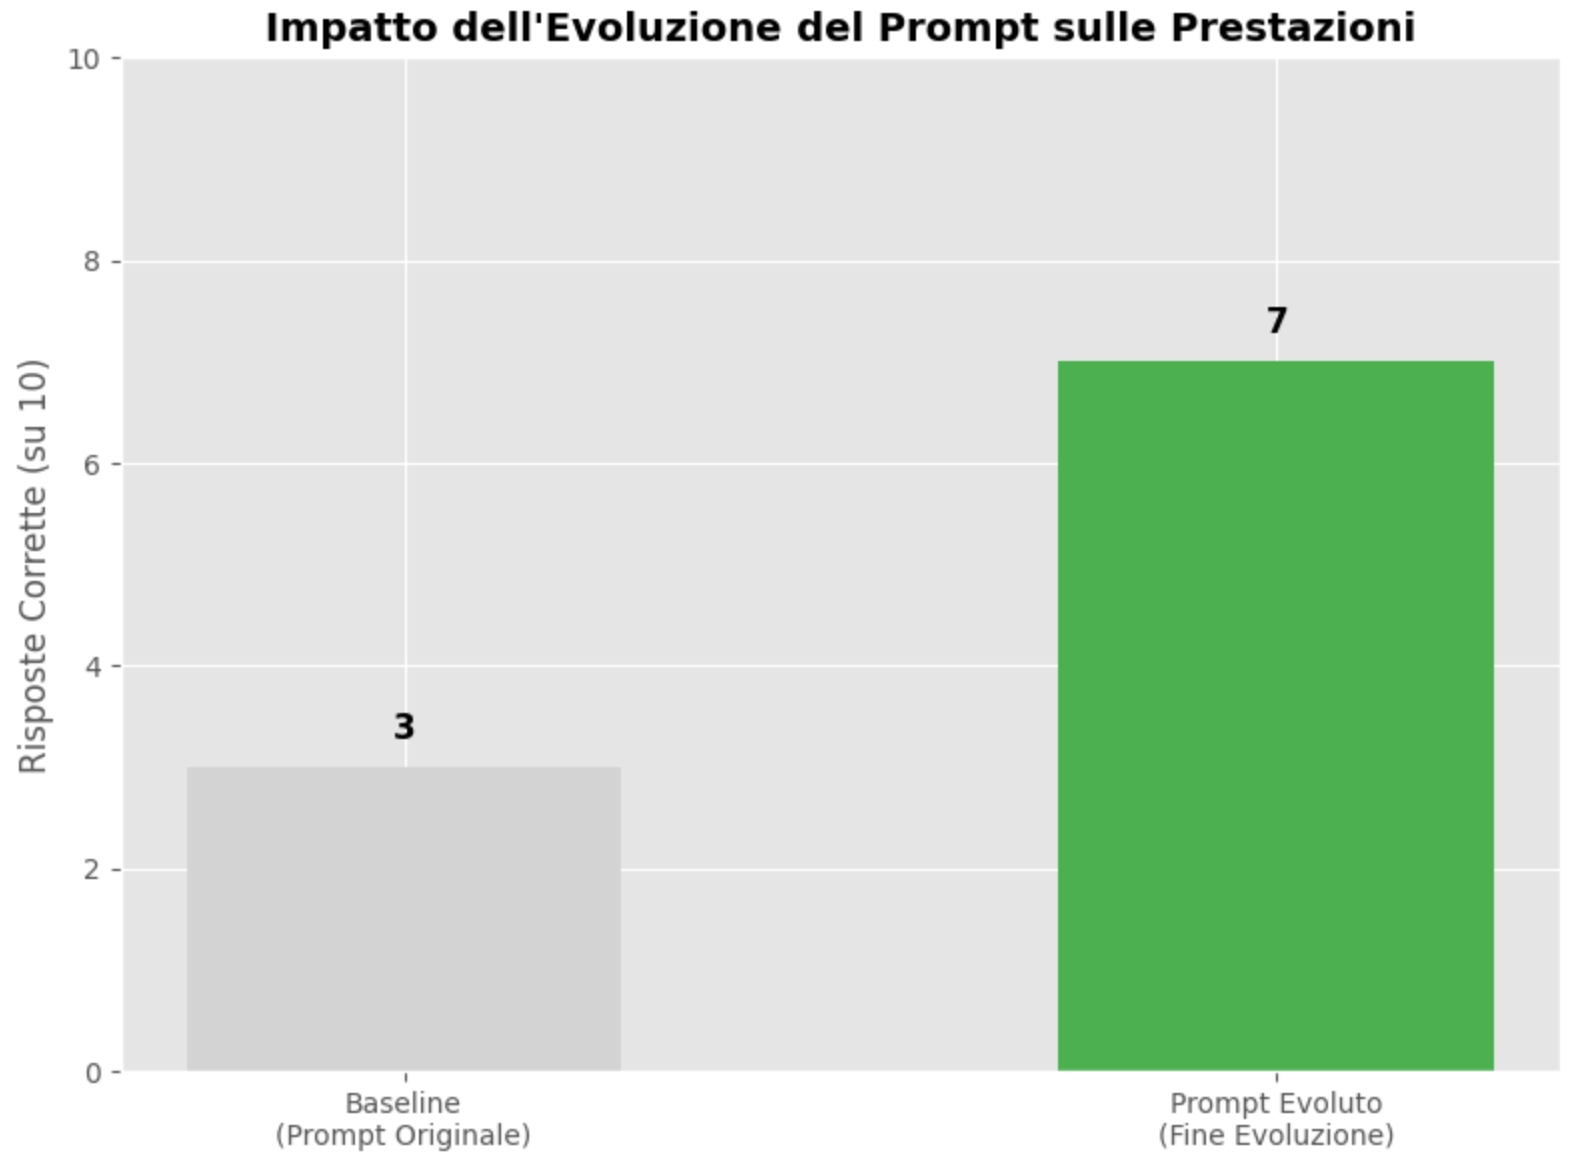 Impatto dell'Evoluzione del Prompt sulle Prestazioni
Risposte Corrette (su 10)
10
8
6
4
2
0
3
7
Baseline
(Prompt Originale)
Prompt Evoluto
(Fine Evoluzione)